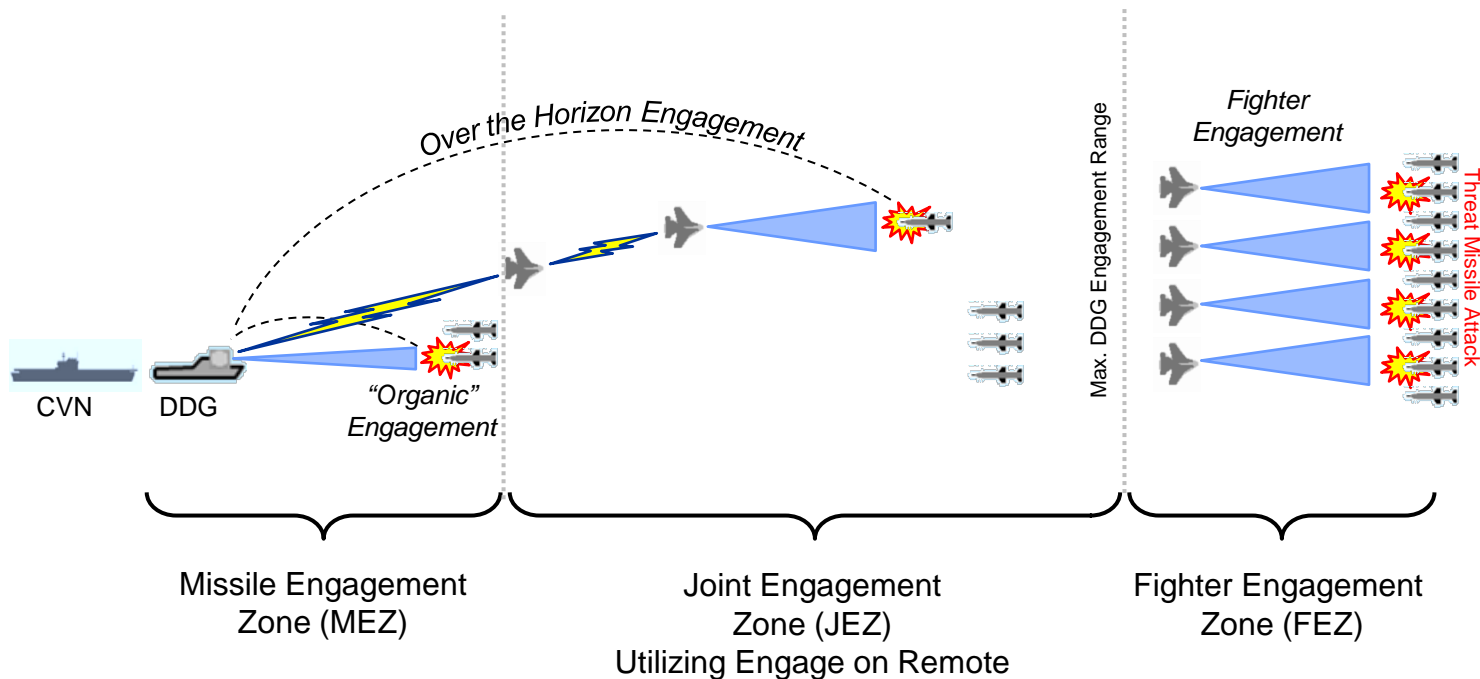 Over the Horizon Engagement
Max. DDG Engagement Range
Fighter
Engagement
Threat Missile Attack
CVN
DDG
“Organic”
Engagement
Missile Engagement
Zone (MEZ)
Joint Engagement
Zone (JEZ)
Utilizing Engage on Remote
Fighter Engagement
Zone (FEZ)